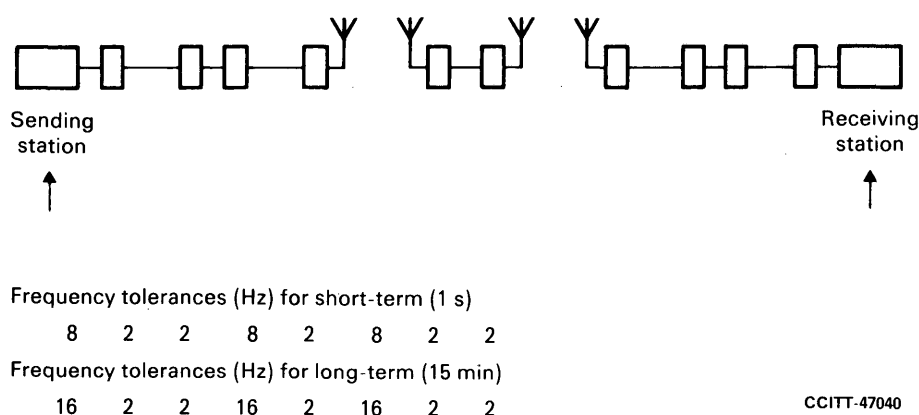 Sending
station
Receiving
station
Frequency tolerances (Hz) for short-term (1 s)
8 2 2 8 2 8 2 2
Frequency tolerances (Hz) for long-term (15 min)
16 2 2 16 2 16 2 2
CCITT-47040